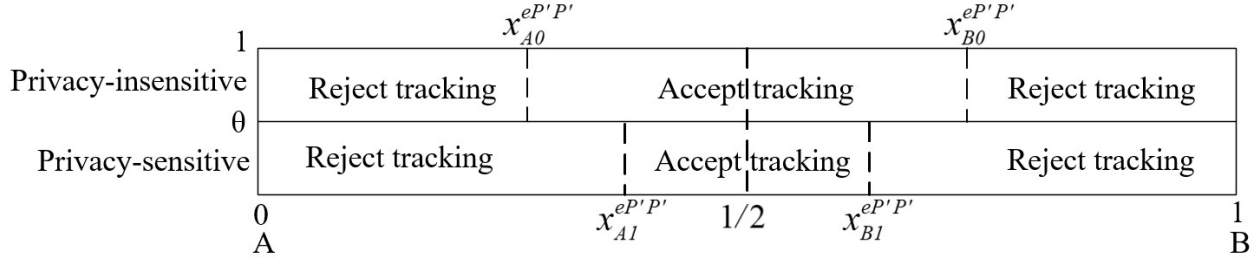 x_{A0}^{eP'P'} x_{B0}^{eP'P'}
1
Privacy-insensitive Reject tracking Accept tracking Reject tracking
θ
Privacy-sensitive Reject tracking Accept tracking Reject tracking
0 x_{A1}^{eP'P'} 1/2 x_{B1}^{eP'P'} 1
A B